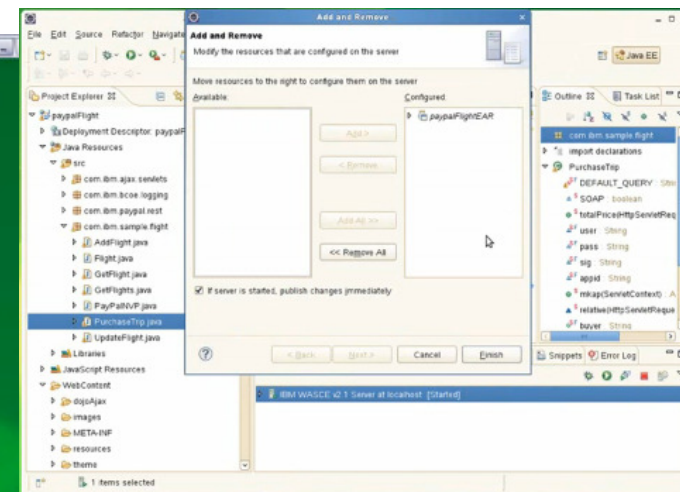 Add and Remove
File Edit Source Refactor Navigate
Add and Remove
Modify the resources that are configured on the server
Java EE
Move resources to the right to configure them on the server
Project Explorer
Available:
Configured:
Outline
Task List
paypalFlight
Deployment Descriptor: paypalF
Java Resources
src
com.ibm.ajax.servlets
com.ibm.bcoe.logging
com.ibm.paypal.rest
com.ibm.sample.flight
AddFlight.java
Flight.java
GetFlight.java
GetFlights.java
PayPalNVP.java
PurchaseTrip.java
UpdateFlight.java
Libraries
JavaScript Resources
WebContent
dojoAjax
images
META-INF
resources
theme
paypalFlightEAR
Add >
< Remove
Add All >>
<< Remove All
If server is started, publish changes immediately
< Back
Next >
Cancel
Finish
com.ibm.sample.flight
import declarations
PurchaseTrip
DEFAULT_QUERY : Strin
SOAP : boolean
totalPrice(HttpServletReq
user : String
pass : String
sig : String
appid : String
mkap(ServletContext) : A
relative(HttpServletReque
buyer : String
Snippets
Error Log
IBM WASCE v2.1 Server at localhost [Started]
1 items selected